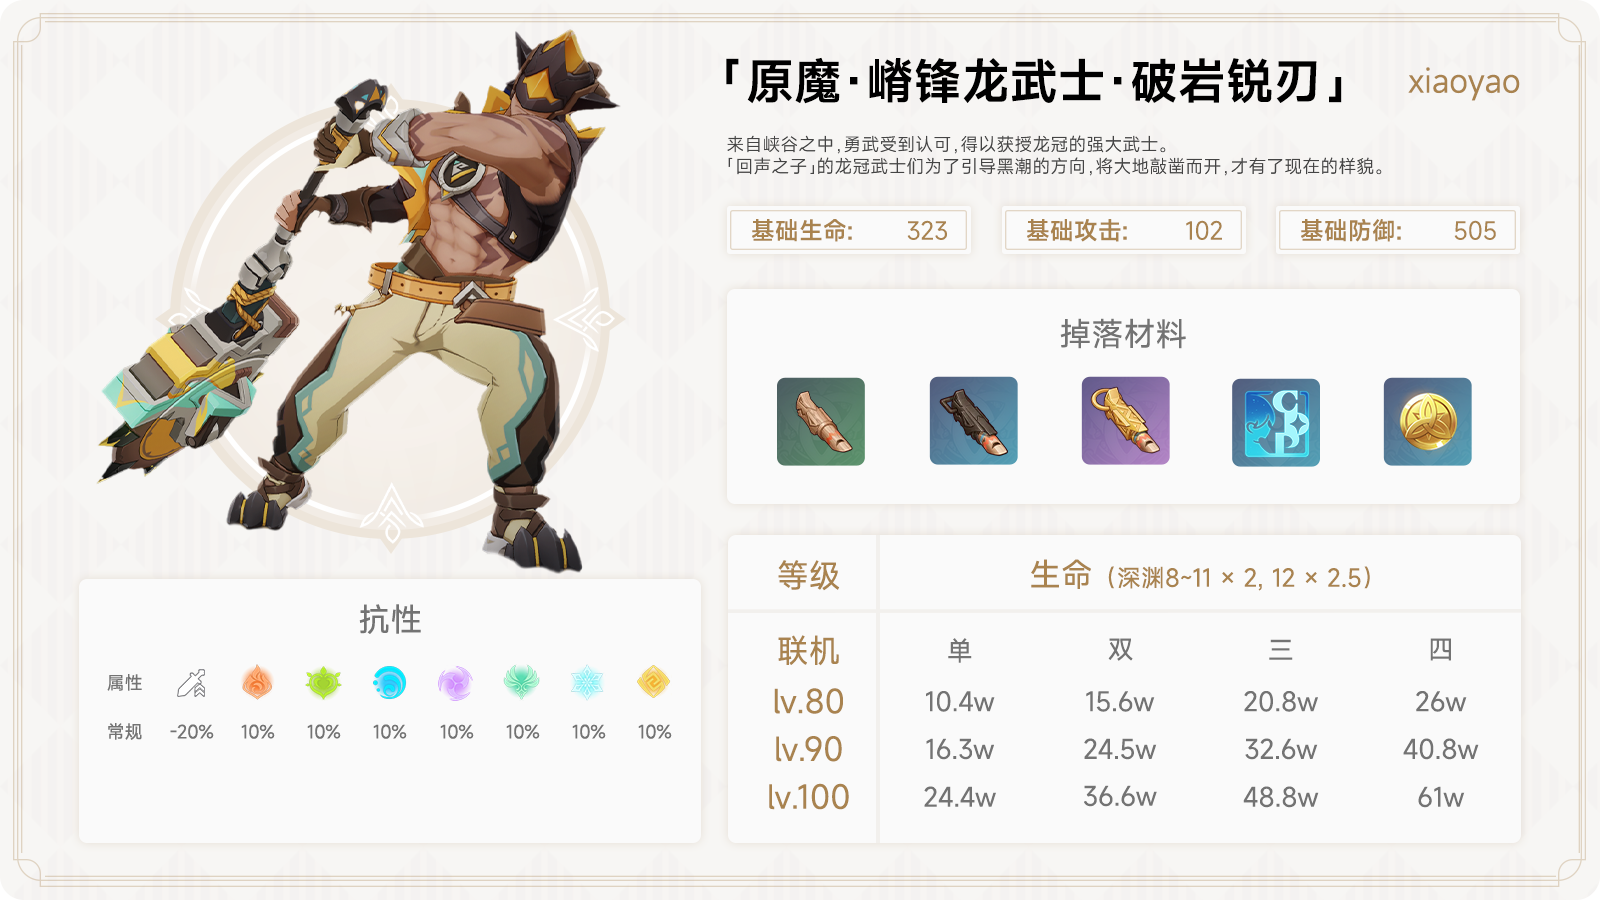 「原魔·嵴锋龙武士·破岩锐刃」 xiaoyao
来自峡谷之中,勇武受到认可,得以获授龙冠的强大武士。
「回声之子」的龙冠武士们为了引导黑潮的方向,将大地敲凿而开,才有了现在的样貌。
基础生命: 323 基础攻击: 102 基础防御: 505
掉落材料
抗性
属性
常规 -20% 10% 10% 10% 10% 10% 10% 10%
等级 生命 (深渊8~11 × 2, 12 × 2.5)
联机 单 双 三 四
lv.80 10.4w 15.6w 20.8w 26w
lv.90 16.3w 24.5w 32.6w 40.8w
lv.100 24.4w 36.6w 48.8w 61w